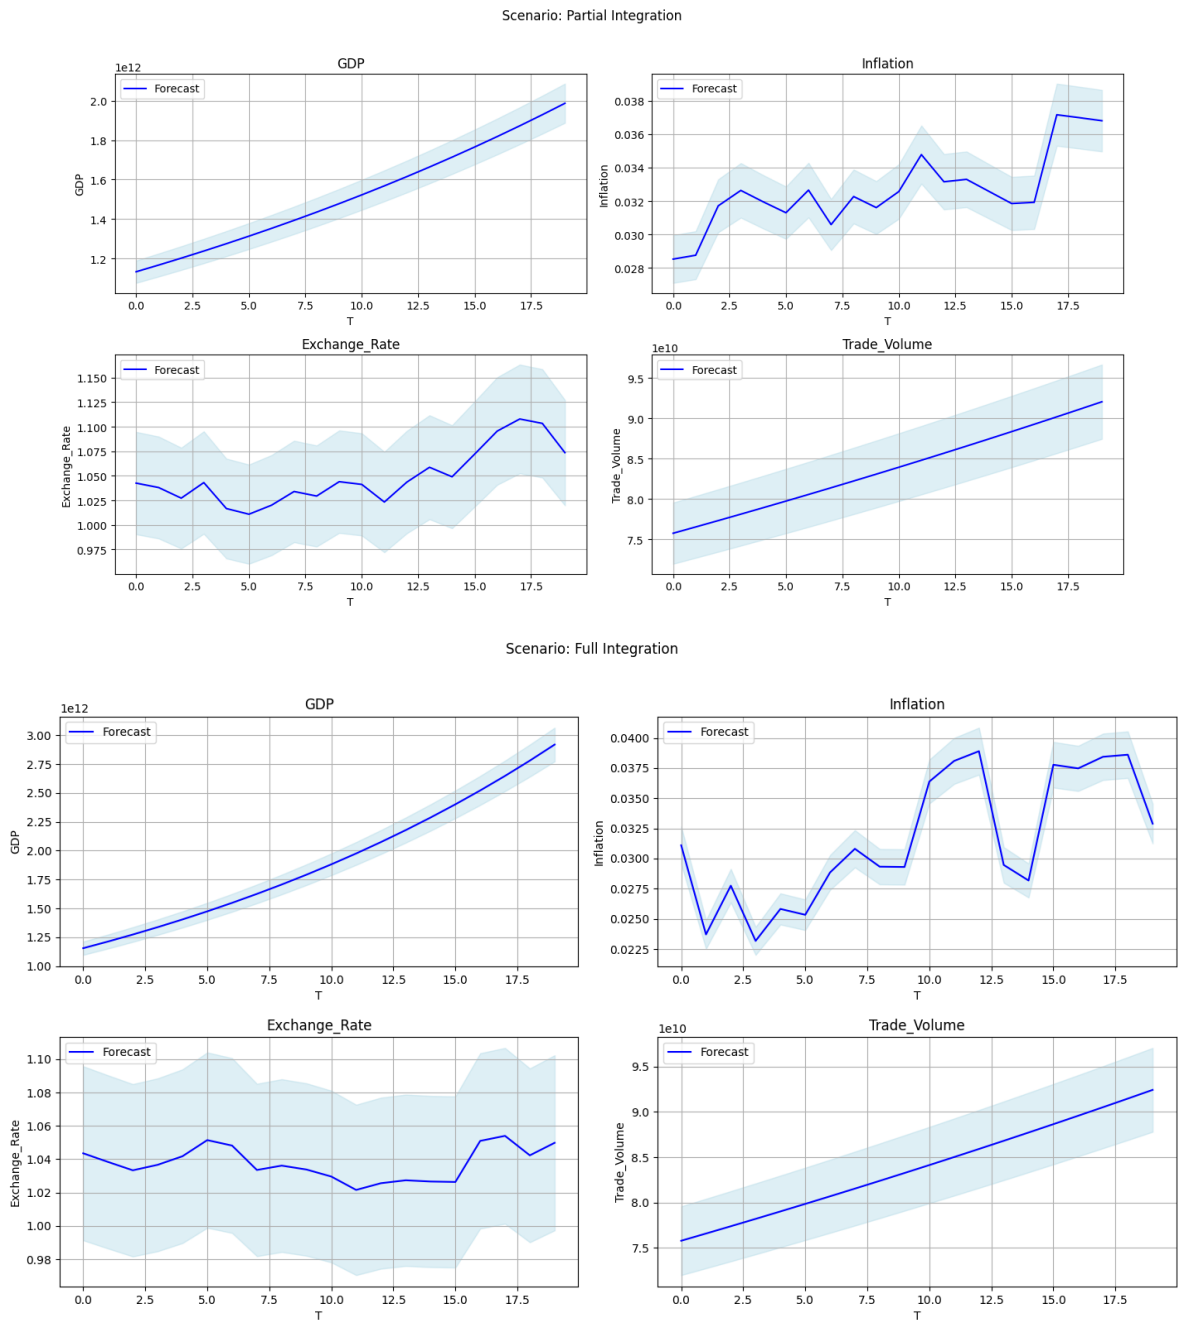 Scenario: Partial Integration
GDP
1e12
Forecast
2.0
1.8
1.6
1.4
1.2
GDP
0.0 2.5 5.0 7.5 10.0 12.5 15.0 17.5
T
Inflation
Forecast
0.038
0.036
0.034
0.032
0.030
0.028
Inflation
0.0 2.5 5.0 7.5 10.0 12.5 15.0 17.5
T
Exchange_Rate
Forecast
1.150
1.125
1.100
1.075
1.050
1.025
1.000
0.975
Exchange_Rate
0.0 2.5 5.0 7.5 10.0 12.5 15.0 17.5
T
Trade_Volume
1e10
Forecast
9.5
9.0
8.5
8.0
7.5
Trade_Volume
0.0 2.5 5.0 7.5 10.0 12.5 15.0 17.5
T
Scenario: Full Integration
GDP
1e12
Forecast
3.00
2.75
2.50
2.25
2.00
1.75
1.50
1.25
1.00
GDP
0.0 2.5 5.0 7.5 10.0 12.5 15.0 17.5
T
Inflation
Forecast
0.0400
0.0375
0.0350
0.0325
0.0300
0.0275
0.0250
0.0225
Inflation
0.0 2.5 5.0 7.5 10.0 12.5 15.0 17.5
T
Exchange_Rate
Forecast
1.10
1.08
1.06
1.04
1.02
1.00
0.98
Exchange_Rate
0.0 2.5 5.0 7.5 10.0 12.5 15.0 17.5
T
Trade_Volume
1e10
Forecast
9.5
9.0
8.5
8.0
7.5
Trade_Volume
0.0 2.5 5.0 7.5 10.0 12.5 15.0 17.5
T